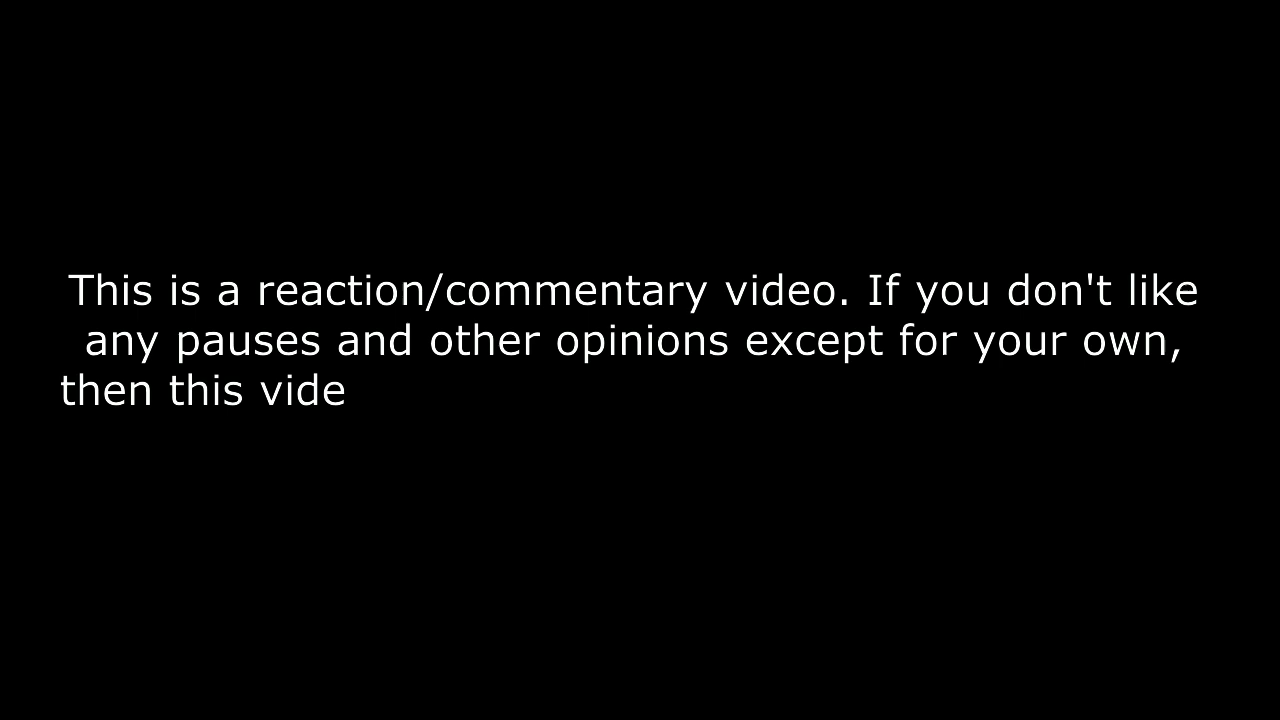 This is a reaction/commentary video. If you don't like
any pauses and other opinions except for your own,
then this vide